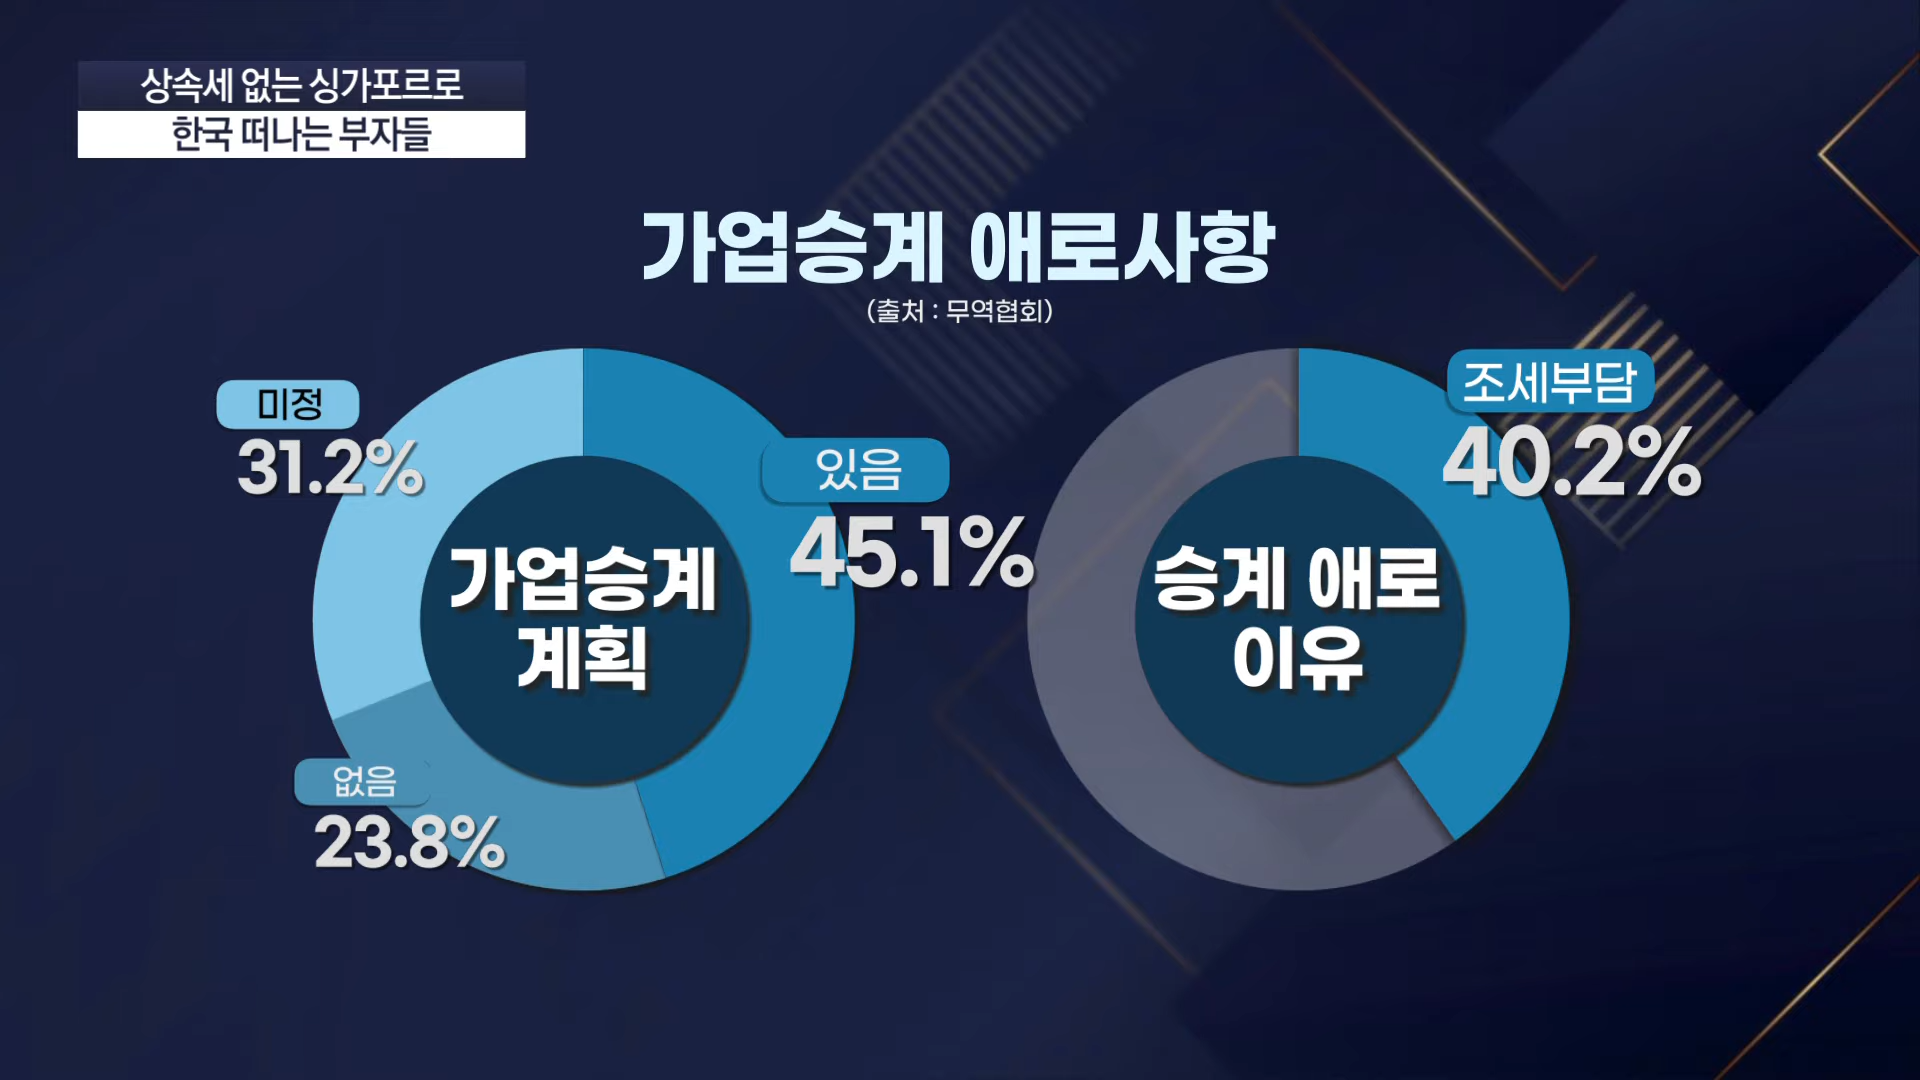 상속세 없는 싱가포르로
한국 떠나는 부자들
가업승계 애로사항
(출처 : 무역협회)
미정
31.2%
있음
45.1%
없음
23.8%
가업승계
계획
조세부담
40.2%
승계 애로
이유